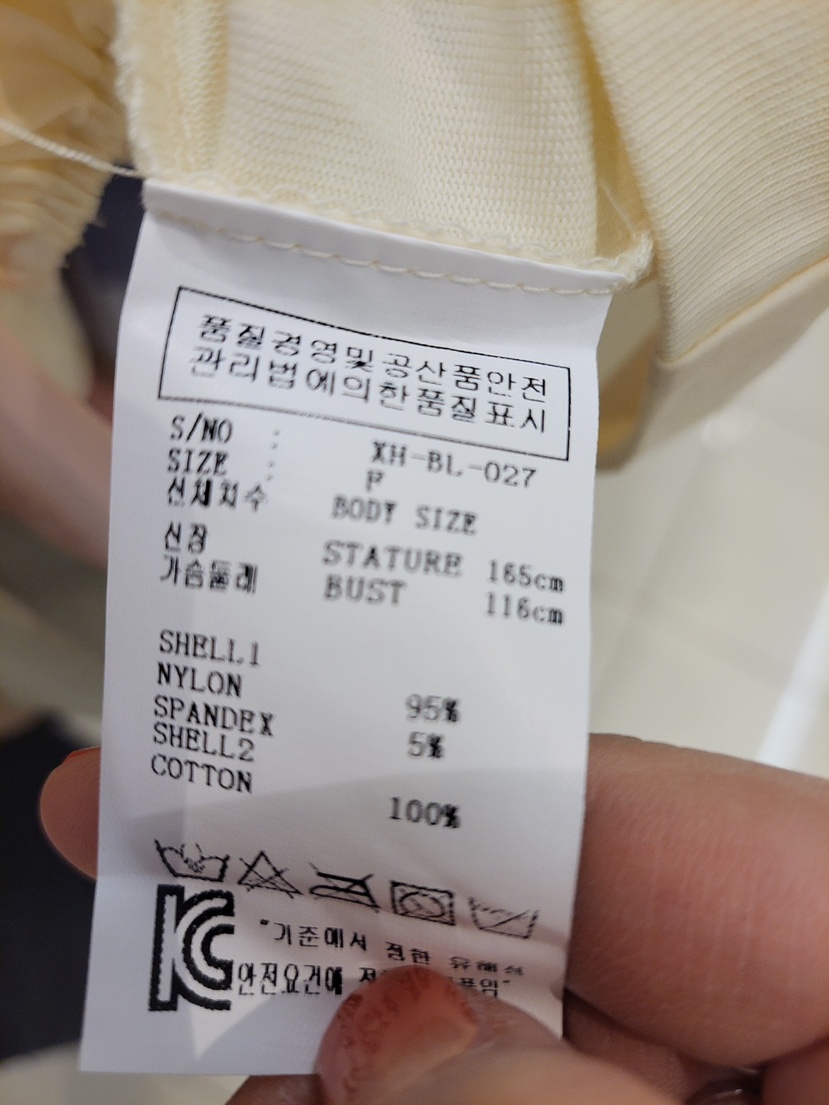 품질경영및공산품안전
관리법에의한품질표시
S/NO : XH-BL-027
SIZE : F
신체치수 BODY SIZE
신장 STATURE 165cm
가슴둘레 BUST 116cm
SHELL1
NYLON 95%
SPANDEX 5%
SHELL2
COTTON 100%
"기준에서 정한 유해성
안전요건에